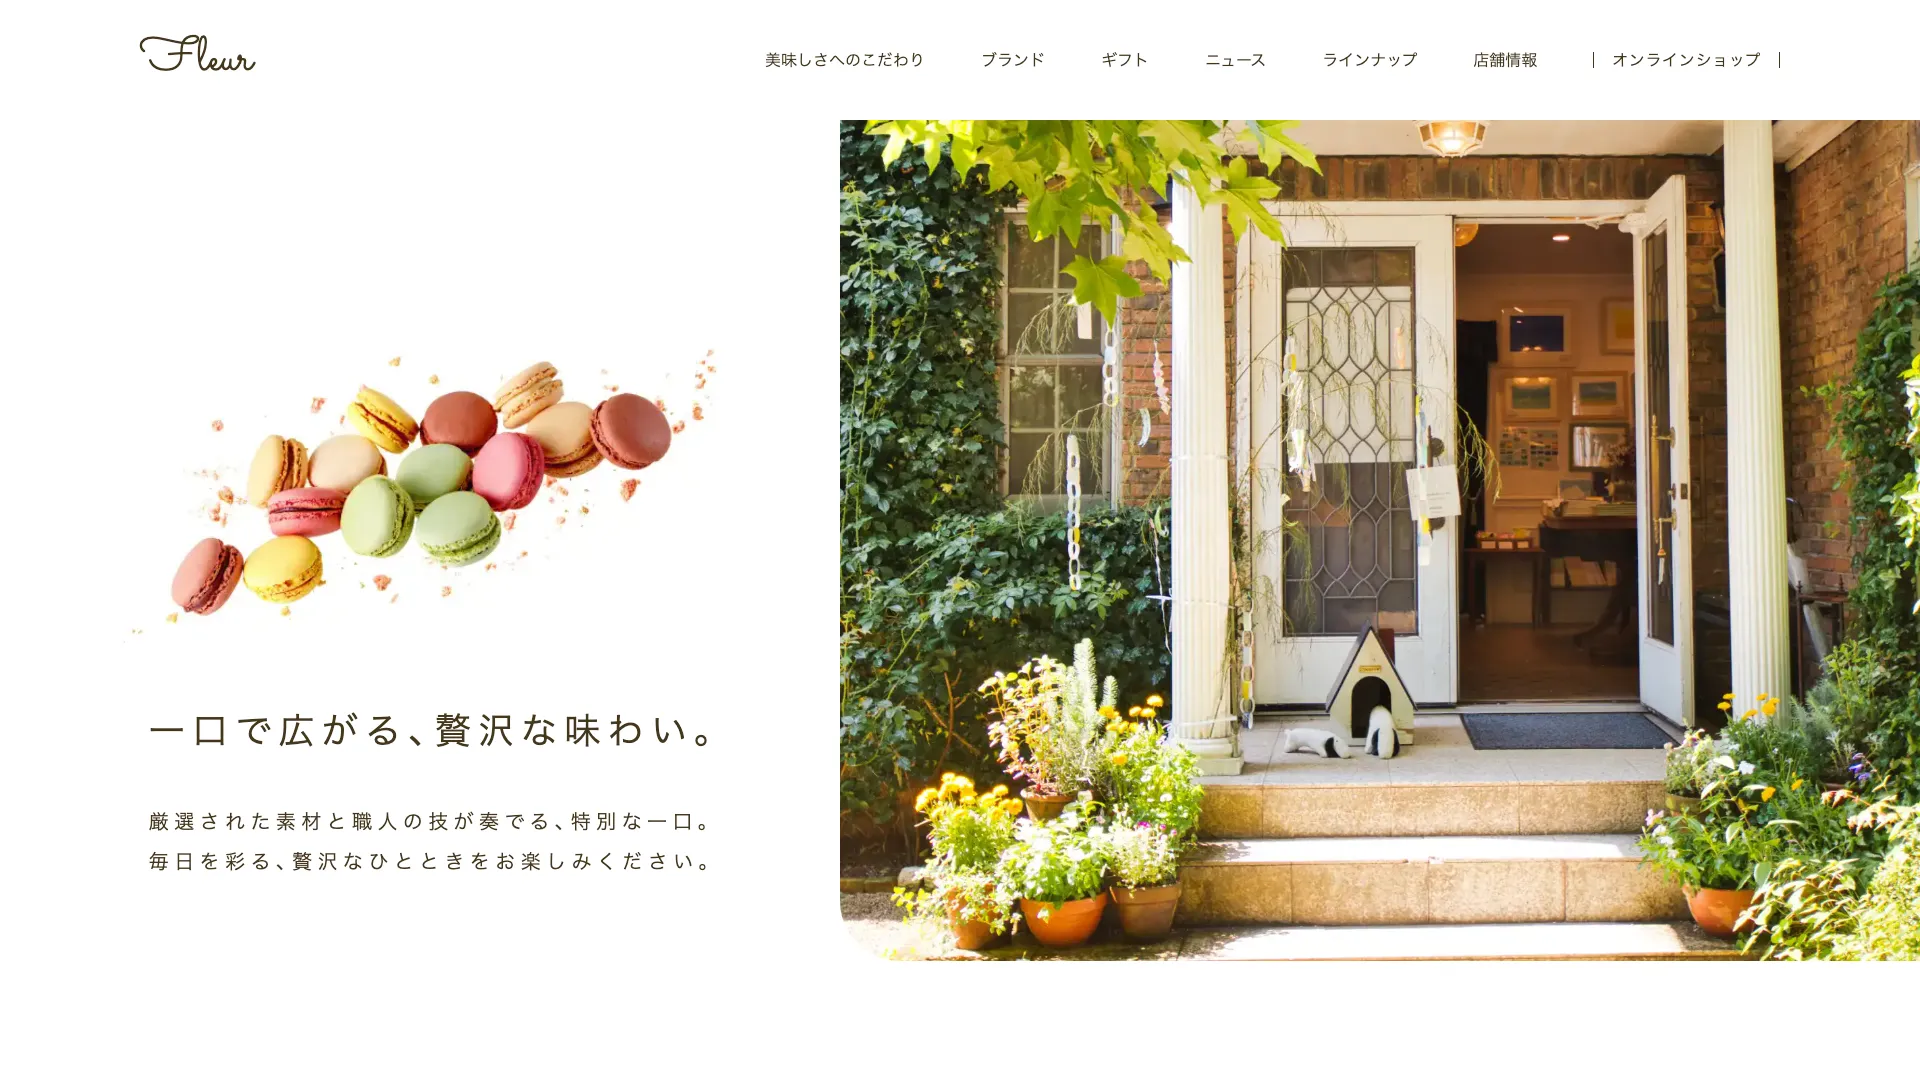 Fleur
美味しさへのこだわり
ブランド
ギフト
ニュース
ラインナップ
店舗情報
オンラインショップ
一口で広がる、贅沢な味わい。
厳選された素材と職人の技が奏でる、特別な一口。
毎日を彩る、贅沢なひとときをお楽しみください。